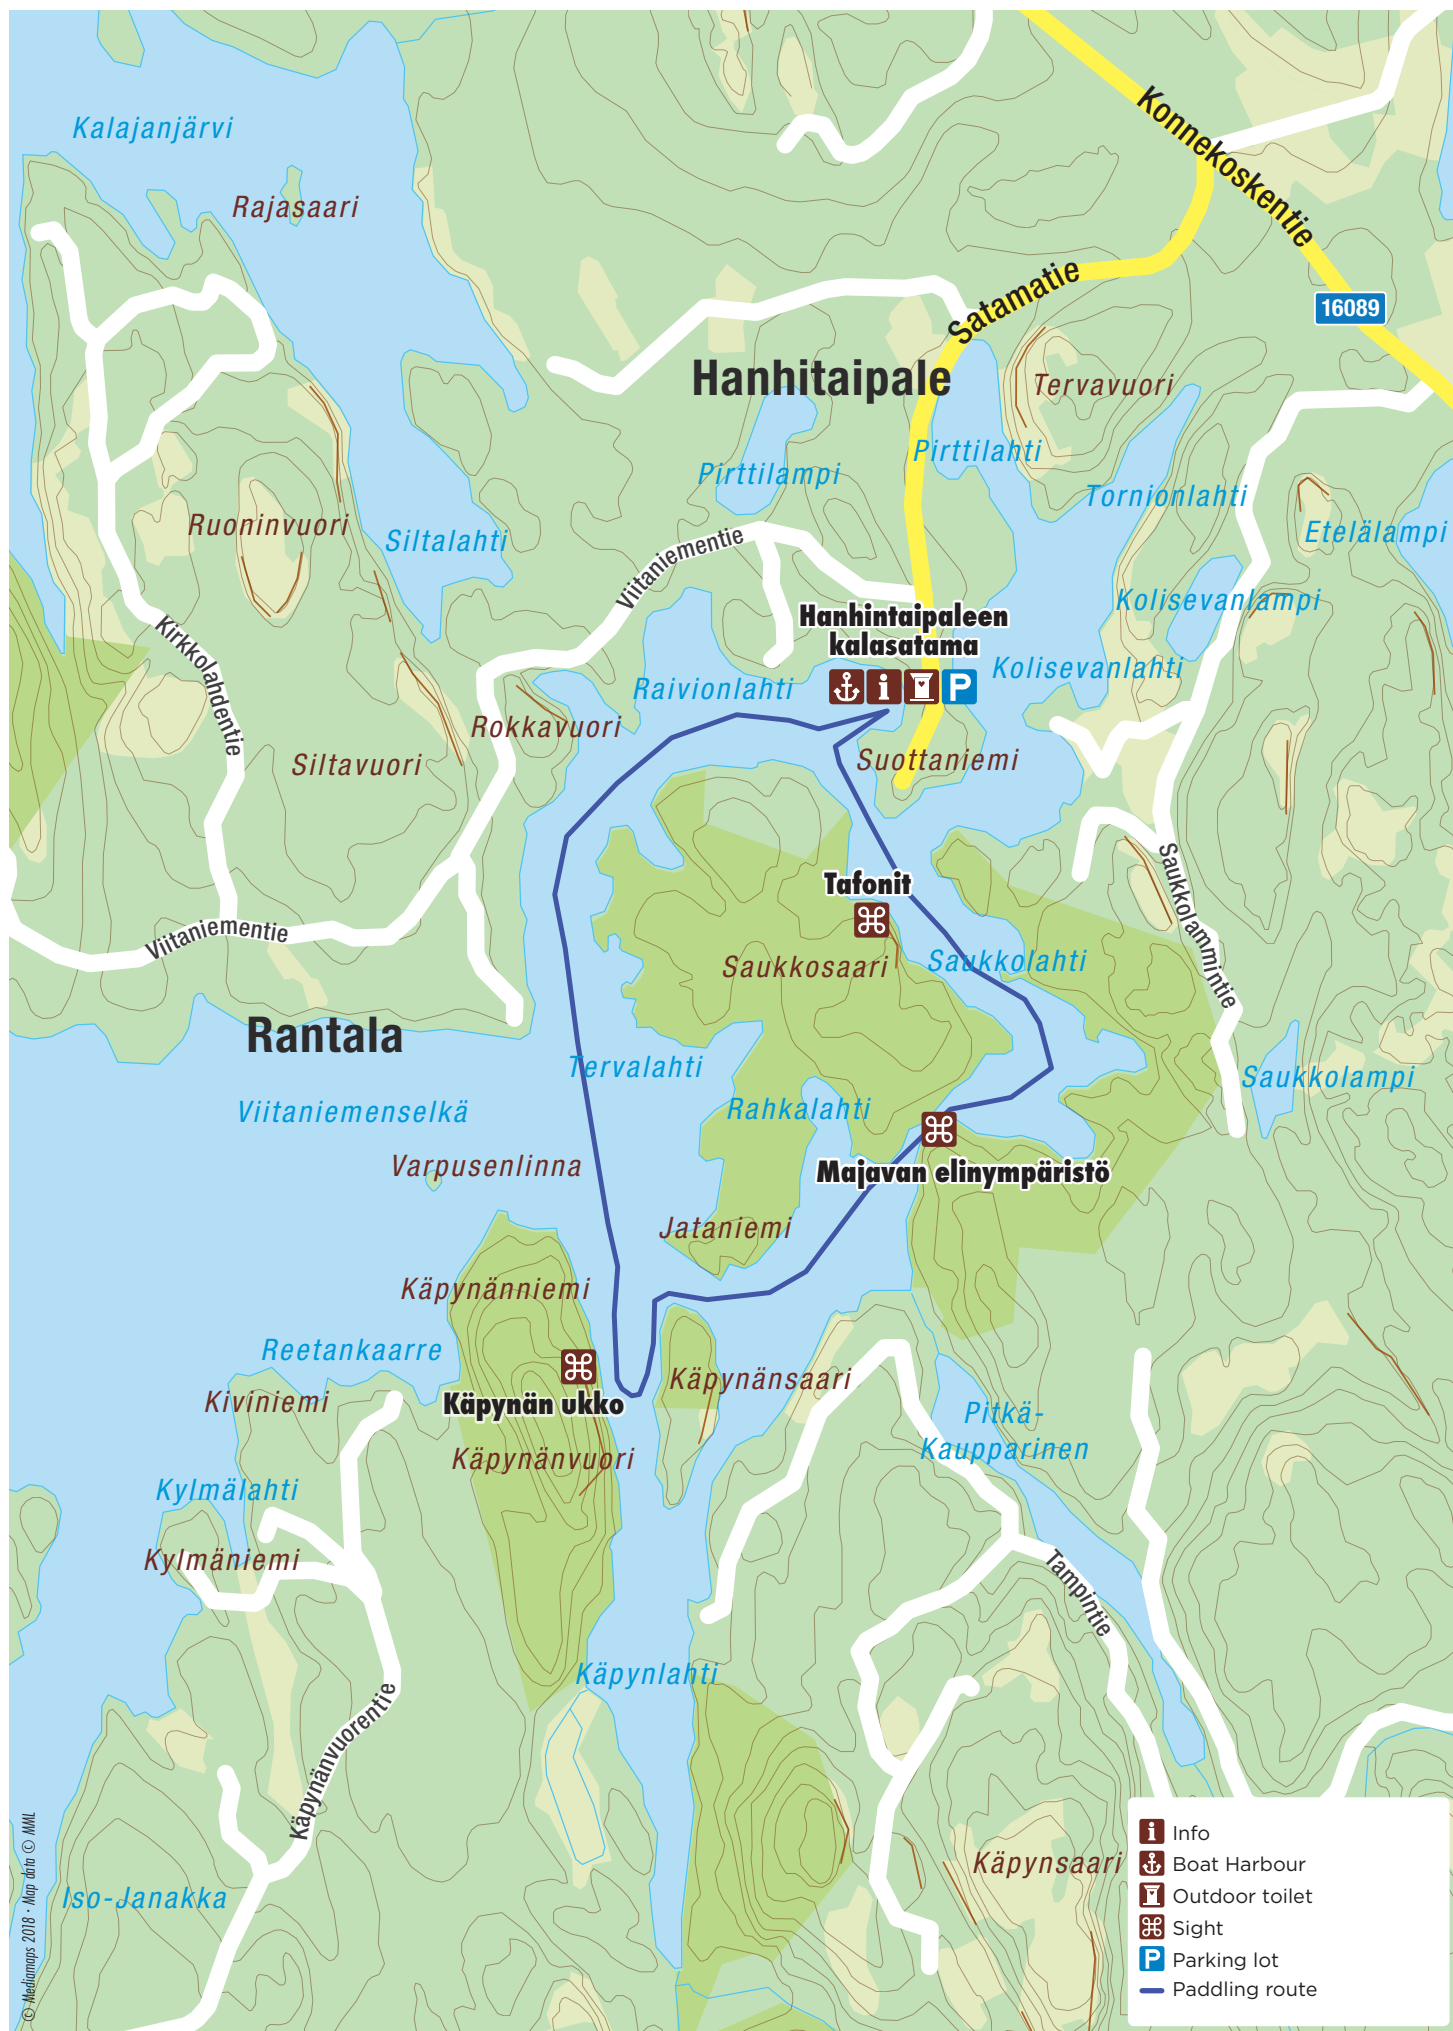 Kalajanjärvi
Konnekoskentie
Rajasaari
Satamatie
16089
Hanhitaipale
Tervavuori
Pirttilahti
Pirttilampi
Tornionlahti
Ruoninvuori
Siltalahti
Etelälampi
Viitaniementie
Kolisevanlampi
Hanhintaipaleen
kalasatama
Kirkkolahdentie
Kolisevanlahti
Raivionlahti
P
Rokkavuori
Siltavuori
Suottaniemi
Tafonit
Saukkolammintie
Viitaniementie
Saukkosaari
Saukkolahti
Rantala
Tervalahti
Saukkolampi
Viitaniemenselkä
Rahkalahti
Varpusenlinna
Majavan elinympäristö
Jataniemi
Käpynänniemi
Reetankaarre
Käpynänsaari
Kiviniemi
Käpynän ukko
Pitkä-
Kaupparinen
Käpynänvuori
Kylmälahti
Kylmäniemi
Tampintie
Käpynlahti
Käpynänvuorentie
Käpynsaari
Iso-Janakka
i Info
Boat Harbour
Outdoor toilet
Sight
P Parking lot
Paddling route
© Mediamaps 2018 · Map data © MML